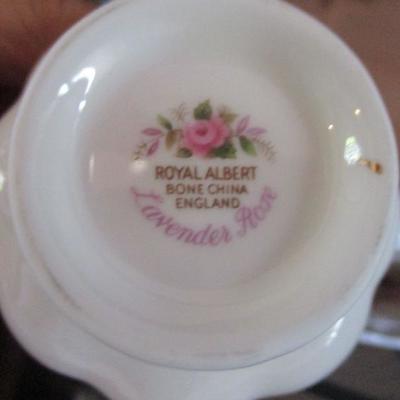 ROYAL ALBERT
BONE CHINA
ENGLAND
Lavender Rose